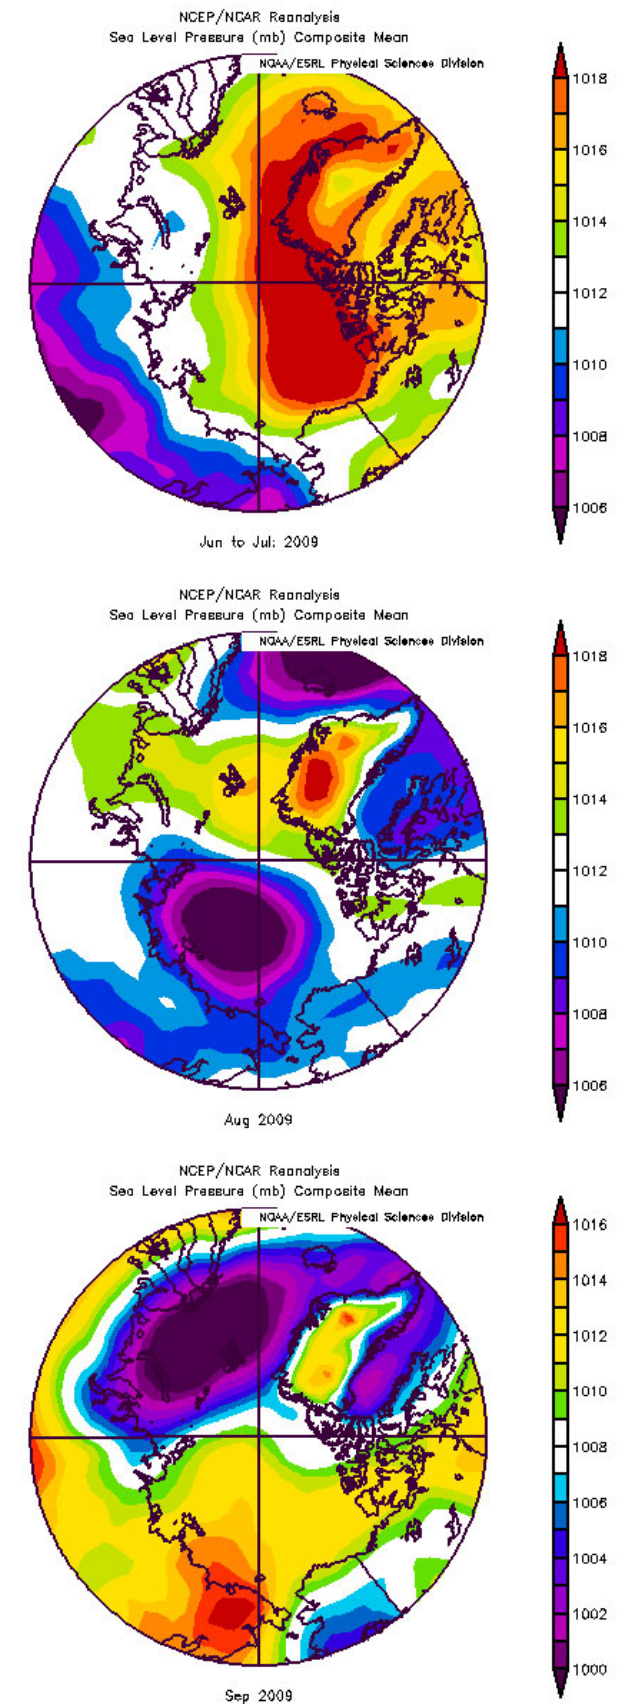 NCEP/NCAR Reanalysis
Sea Level Pressure (mb) Composite Mean
NOAA/ESRL Physical Sciences Division
1018
1016
1014
1012
1010
1008
1006
Jun to Jul: 2009
NCEP/NCAR Reanalysis
Sea Level Pressure (mb) Composite Mean
NOAA/ESRL Physical Sciences Division
1018
1016
1014
1012
1010
1008
1006
Aug 2009
NCEP/NCAR Reanalysis
Sea Level Pressure (mb) Composite Mean
NOAA/ESRL Physical Sciences Division
1016
1014
1012
1010
1008
1006
1004
1002
1000
Sep 2009